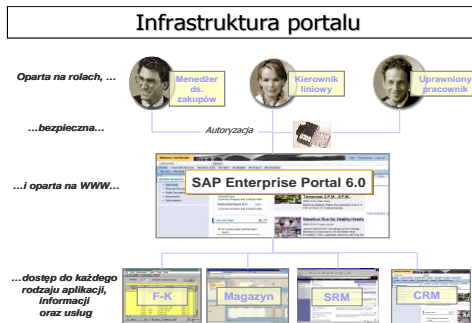 Infrastruktura portalu
Oparta na rolach, ...
Menedżer
ds.
zakupów
Kierownik
liniowy
Uprawniony
pracownik
...bezpieczna...
Autoryzacja
...i oparta na WWW...
SAP Enterprise Portal 6.0
...dostęp do każdego
rodzaju aplikacji,
informacji
oraz usług
F-K
Magazyn
SRM
CRM